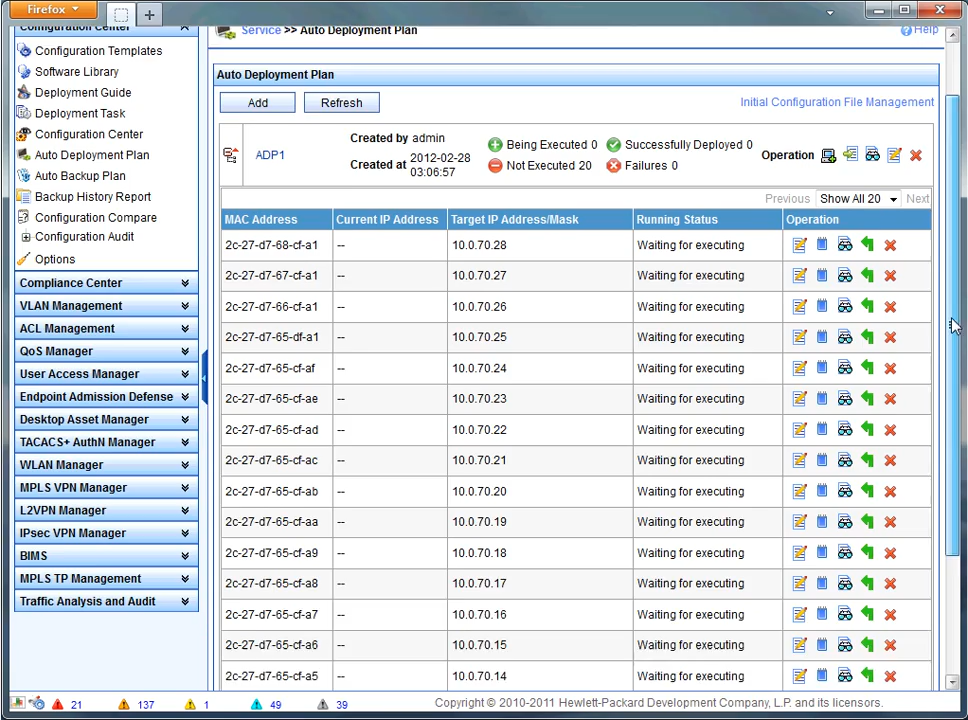 Firefox
Configuration Center
Configuration Templates
Software Library
Deployment Guide
Deployment Task
Configuration Center
Auto Deployment Plan
Auto Backup Plan
Backup History Report
Configuration Compare
Configuration Audit
Options
Compliance Center
VLAN Management
ACL Management
QoS Manager
User Access Manager
Endpoint Admission Defense
Desktop Asset Manager
TACACS+ AuthN Manager
WLAN Manager
MPLS VPN Manager
L2VPN Manager
IPsec VPN Manager
BIMS
MPLS TP Management
Traffic Analysis and Audit
Service >> Auto Deployment Plan
Help
Auto Deployment Plan
Add Refresh Initial Configuration File Management
ADP1
Created by admin
Created at 2012-02-28 03:06:57
Being Executed 0 Successfully Deployed 0
Not Executed 20 Failures 0
Operation
Previous Show All 20 Next
MAC Address Current IP Address Target IP Address/Mask Running Status Operation
2c-27-d7-68-cf-a1 -- 10.0.70.28 Waiting for executing
2c-27-d7-67-cf-a1 -- 10.0.70.27 Waiting for executing
2c-27-d7-66-cf-a1 -- 10.0.70.26 Waiting for executing
2c-27-d7-65-df-a1 -- 10.0.70.25 Waiting for executing
2c-27-d7-65-cf-af -- 10.0.70.24 Waiting for executing
2c-27-d7-65-cf-ae -- 10.0.70.23 Waiting for executing
2c-27-d7-65-cf-ad -- 10.0.70.22 Waiting for executing
2c-27-d7-65-cf-ac -- 10.0.70.21 Waiting for executing
2c-27-d7-65-cf-ab -- 10.0.70.20 Waiting for executing
2c-27-d7-65-cf-aa -- 10.0.70.19 Waiting for executing
2c-27-d7-65-cf-a9 -- 10.0.70.18 Waiting for executing
2c-27-d7-65-cf-a8 -- 10.0.70.17 Waiting for executing
2c-27-d7-65-cf-a7 -- 10.0.70.16 Waiting for executing
2c-27-d7-65-cf-a6 -- 10.0.70.15 Waiting for executing
2c-27-d7-65-cf-a5 -- 10.0.70.14 Waiting for executing
21 137 1 49 39
Copyright © 2010-2011 Hewlett-Packard Development Company, L.P. and its licensors.